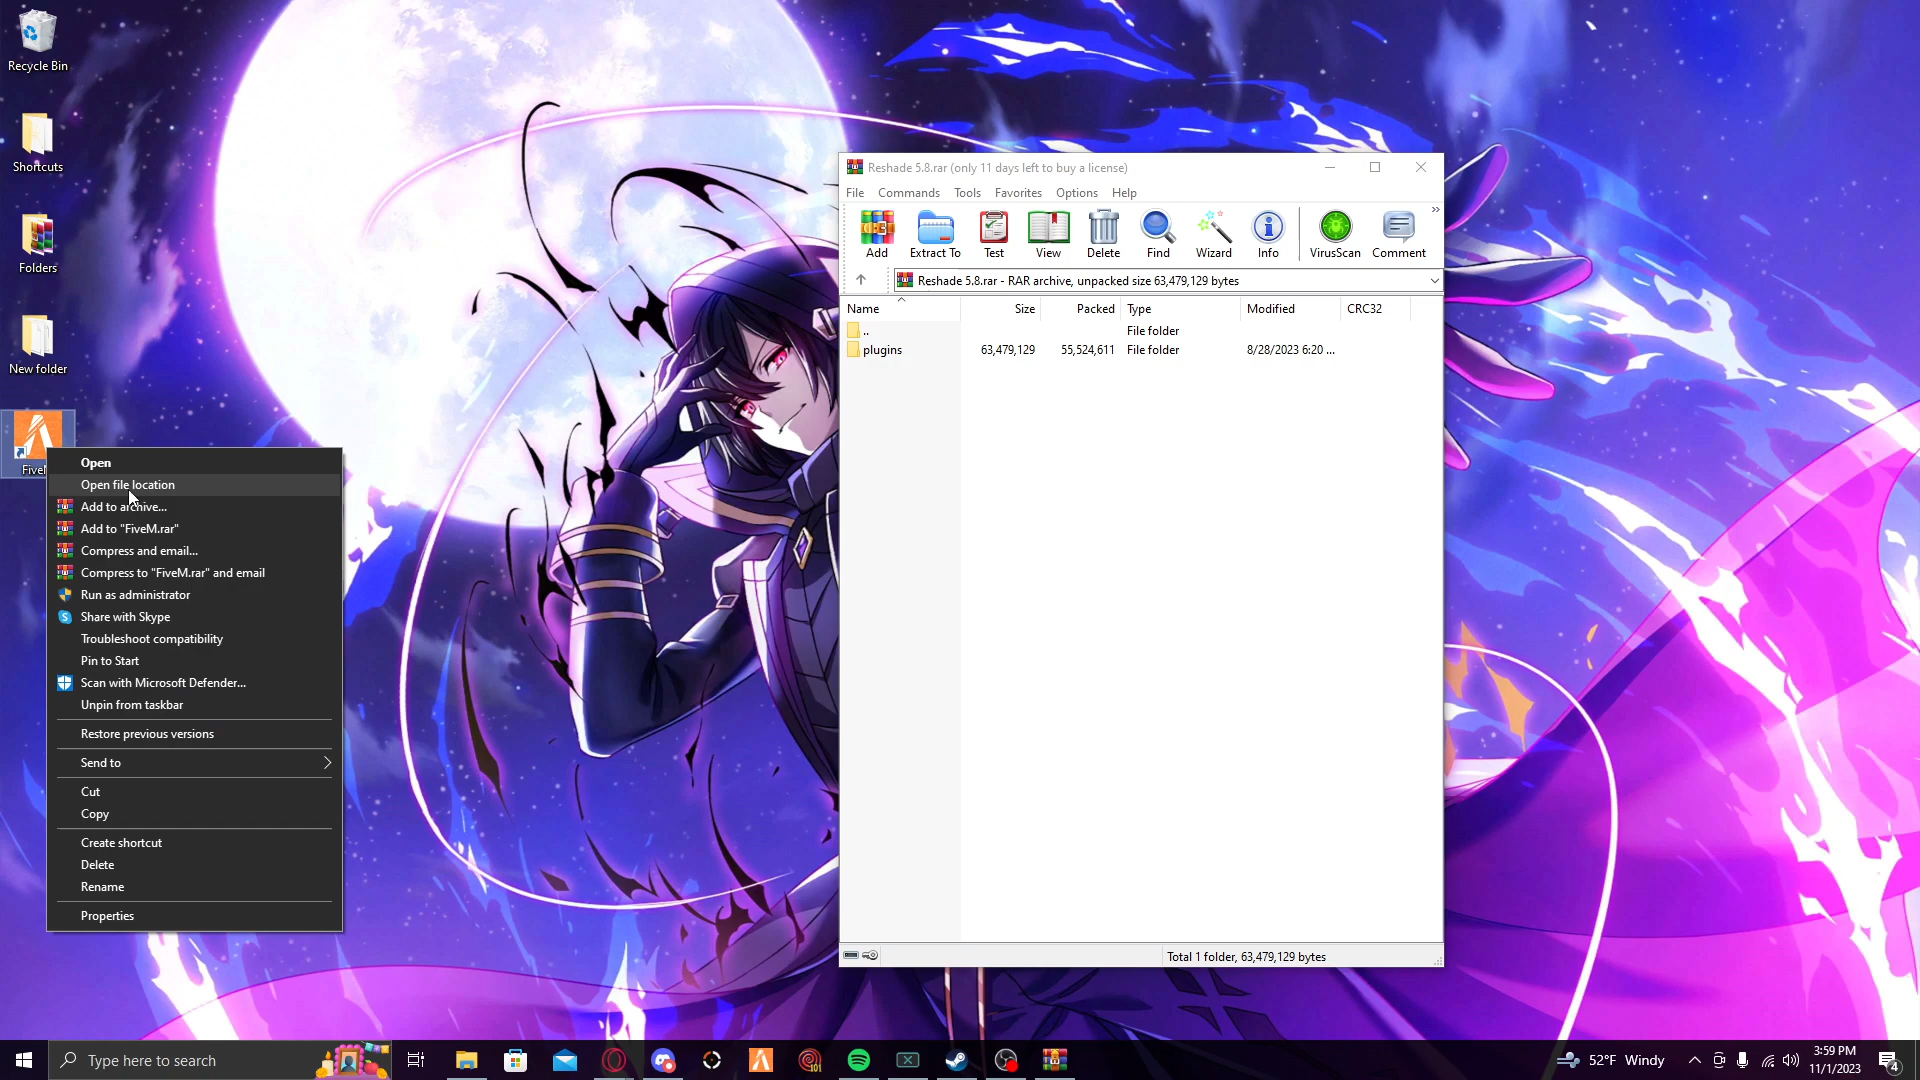 Recycle Bin
Shortcuts
Folders
New folder
Open
Open file location
Add to archive...
Add to "FiveM.rar"
Compress and email...
Compress to "FiveM.rar" and email
Run as administrator
Share with Skype
Troubleshoot compatibility
Pin to Start
Scan with Microsoft Defender...
Unpin from taskbar
Restore previous versions
Send to
Cut
Copy
Create shortcut
Delete
Rename
Properties
Reshade 5.8.rar (only 11 days left to buy a license)
File Commands Tools Favorites Options Help
Add Extract To Test View Delete Find Wizard Info VirusScan Comment
Reshade 5.8.rar - RAR archive, unpacked size 63,479,129 bytes
Name Size Packed Type Modified CRC32
.. File folder
plugins 63,479,129 55,524,611 File folder 8/28/2023 6:20 ...
Total 1 folder, 63,479,129 bytes
Type here to search
101
52°F Windy
3:59 PM
11/1/2023
4